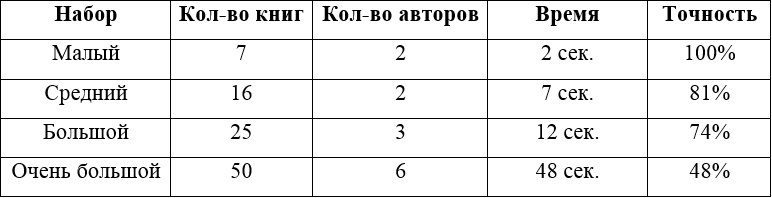 Набор Кол-во книг Кол-во авторов Время Точность
Малый 7 2 2 сек. 100%
Средний 16 2 7 сек. 81%
Большой 25 3 12 сек. 74%
Очень большой 50 6 48 сек. 48%